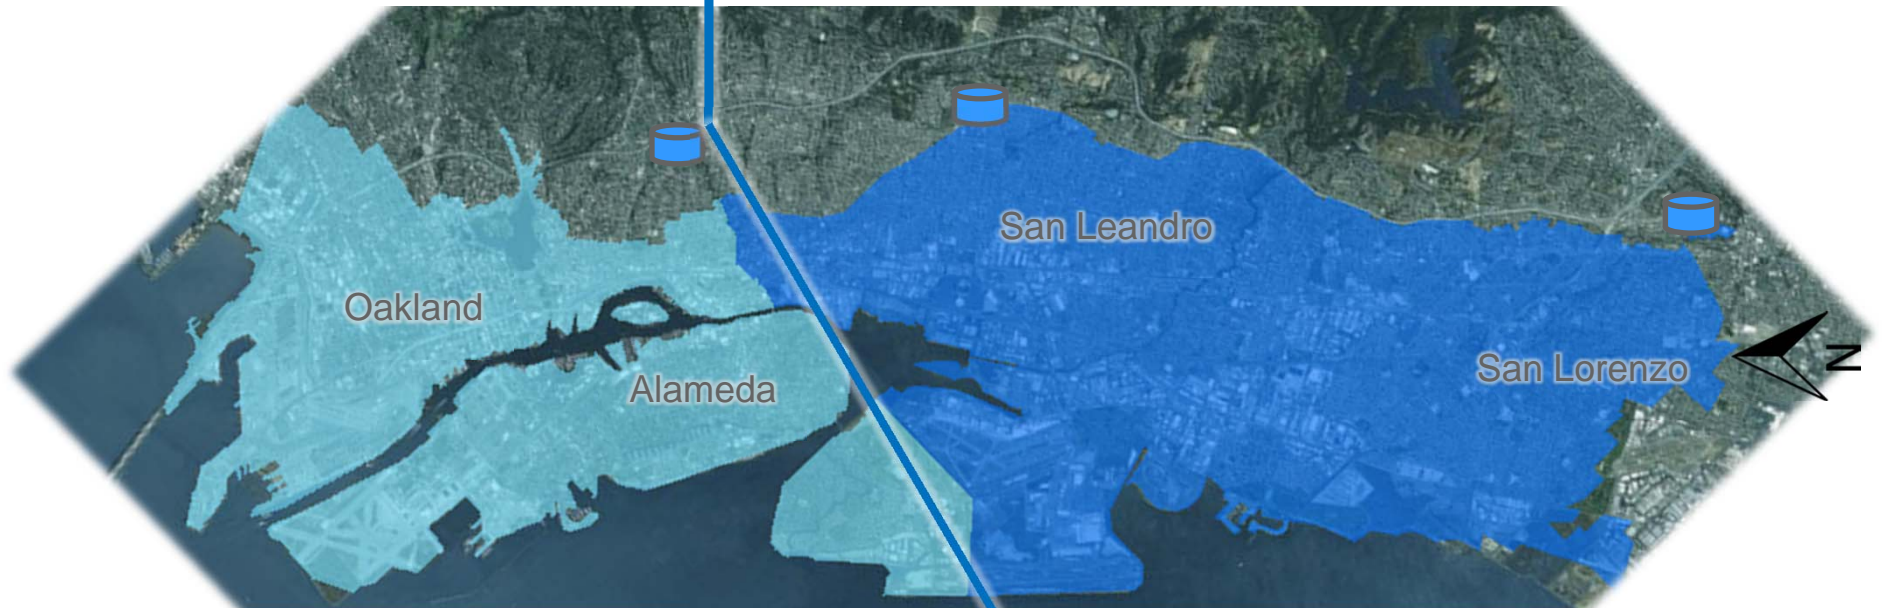 San Leandro
Oakland
San Lorenzo
Alameda
N